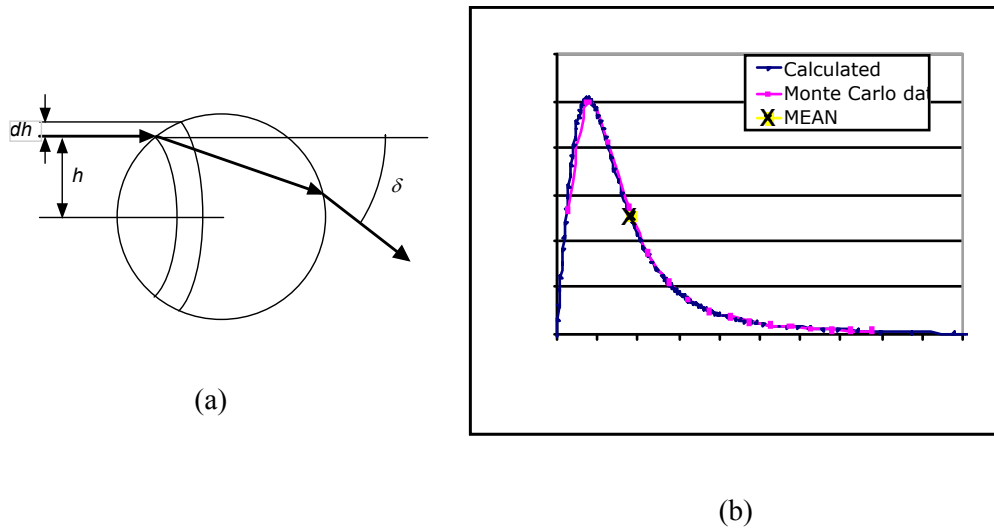 dh
h
δ
(a)
Calculated
Monte Carlo dat
MEAN
(b)